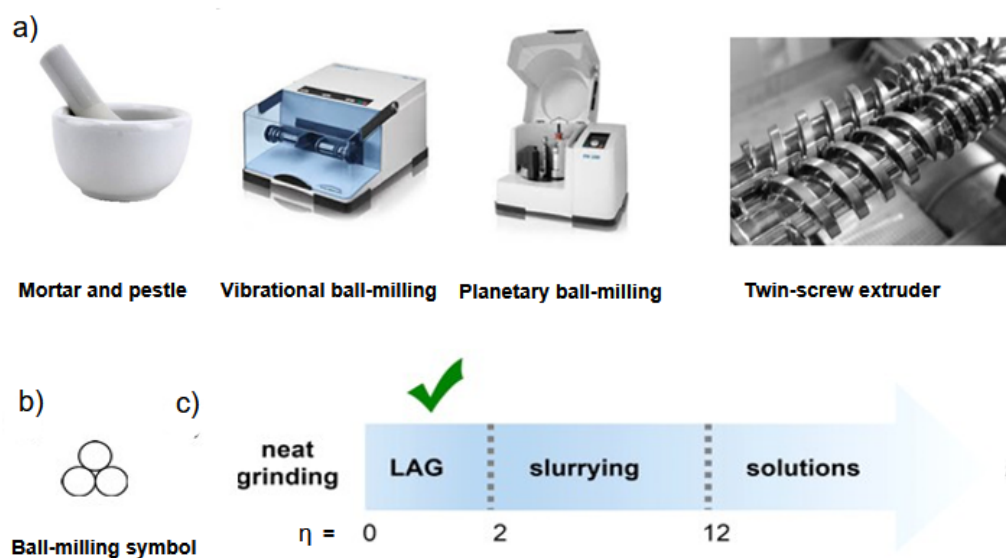 a)
Mortar and pestle
Vibrational ball-milling
Planetary ball-milling
Twin-screw extruder
b)
Ball-milling symbol
c)
neat
grinding
LAG
slurrying
solutions
η = 0 2 12